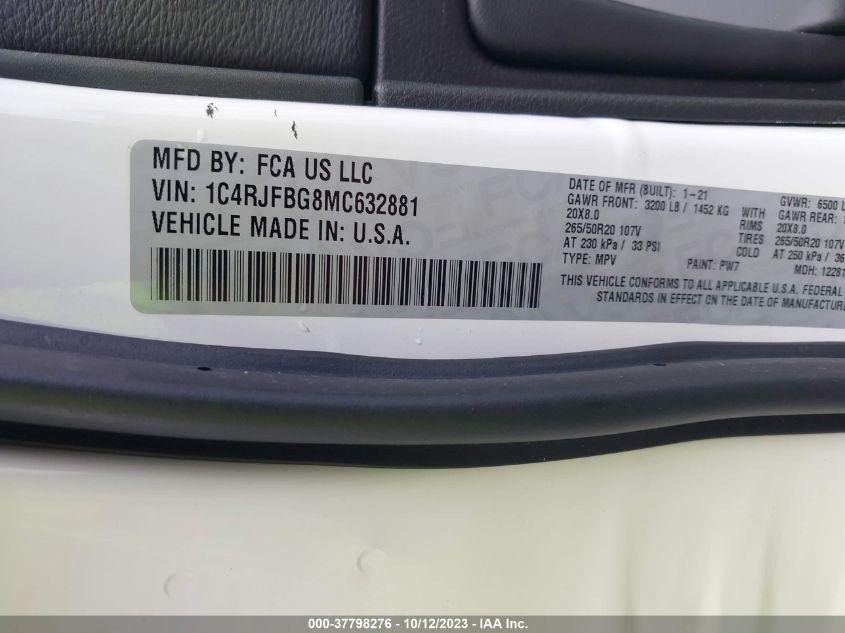 MFD BY: FCA US LLC
VIN: 1C4RJFBG8MC632881
VEHICLE MADE IN: U.S.A.
DATE OF MFR (BUILT): 1-21
GAWR FRONT: 3200 LB / 1452 KG
20X8.0
265/50R20 107V
AT 230 kPa / 33 PSI
TYPE: MPV
PAINT: PW7
WITH
RIMS
TIRES
COLD
GVWR: 6500
GAWR REAR:
20X8.0
265/50R20 107V
AT 250 kPa / 36
MDH: 12281
THIS VEHICLE CONFORMS TO ALL APPLICABLE U.S.A. FEDERAL
STANDARDS IN EFFECT ON THE DATE OF MANUFACTURE
000-37798276 - 10/12/2023 - IAA Inc.